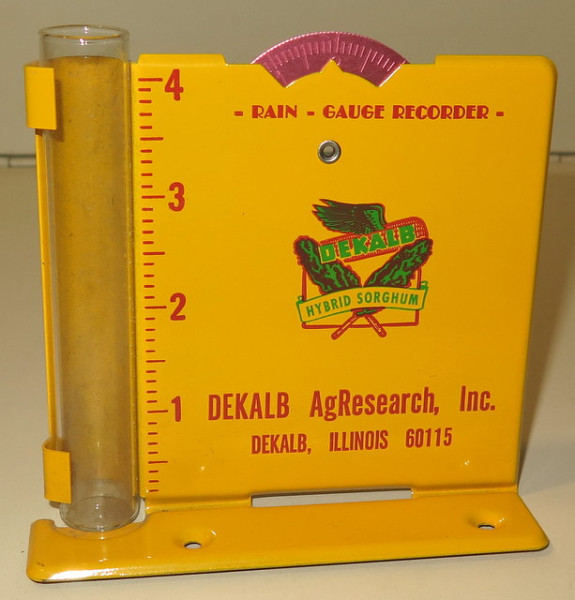 4
- RAIN - GAUGE RECORDER -
3
DEKALB
HYBRID SORGHUM
2
1
DEKALB AgResearch, Inc.
DEKALB, ILLINOIS 60115